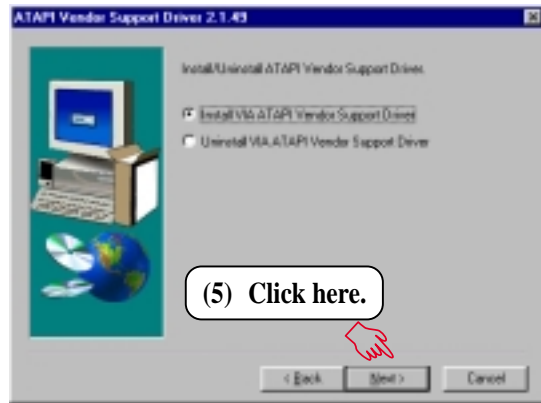 ATAPI Vendor Support Driver 2.1.49
Install/Uninstall ATAPI Vendor Support Driver.
Install VIA ATAPI Vendor Support Driver
Uninstall VIA ATAPI Vendor Support Driver
(5) Click here.
< Back
Next >
Cancel